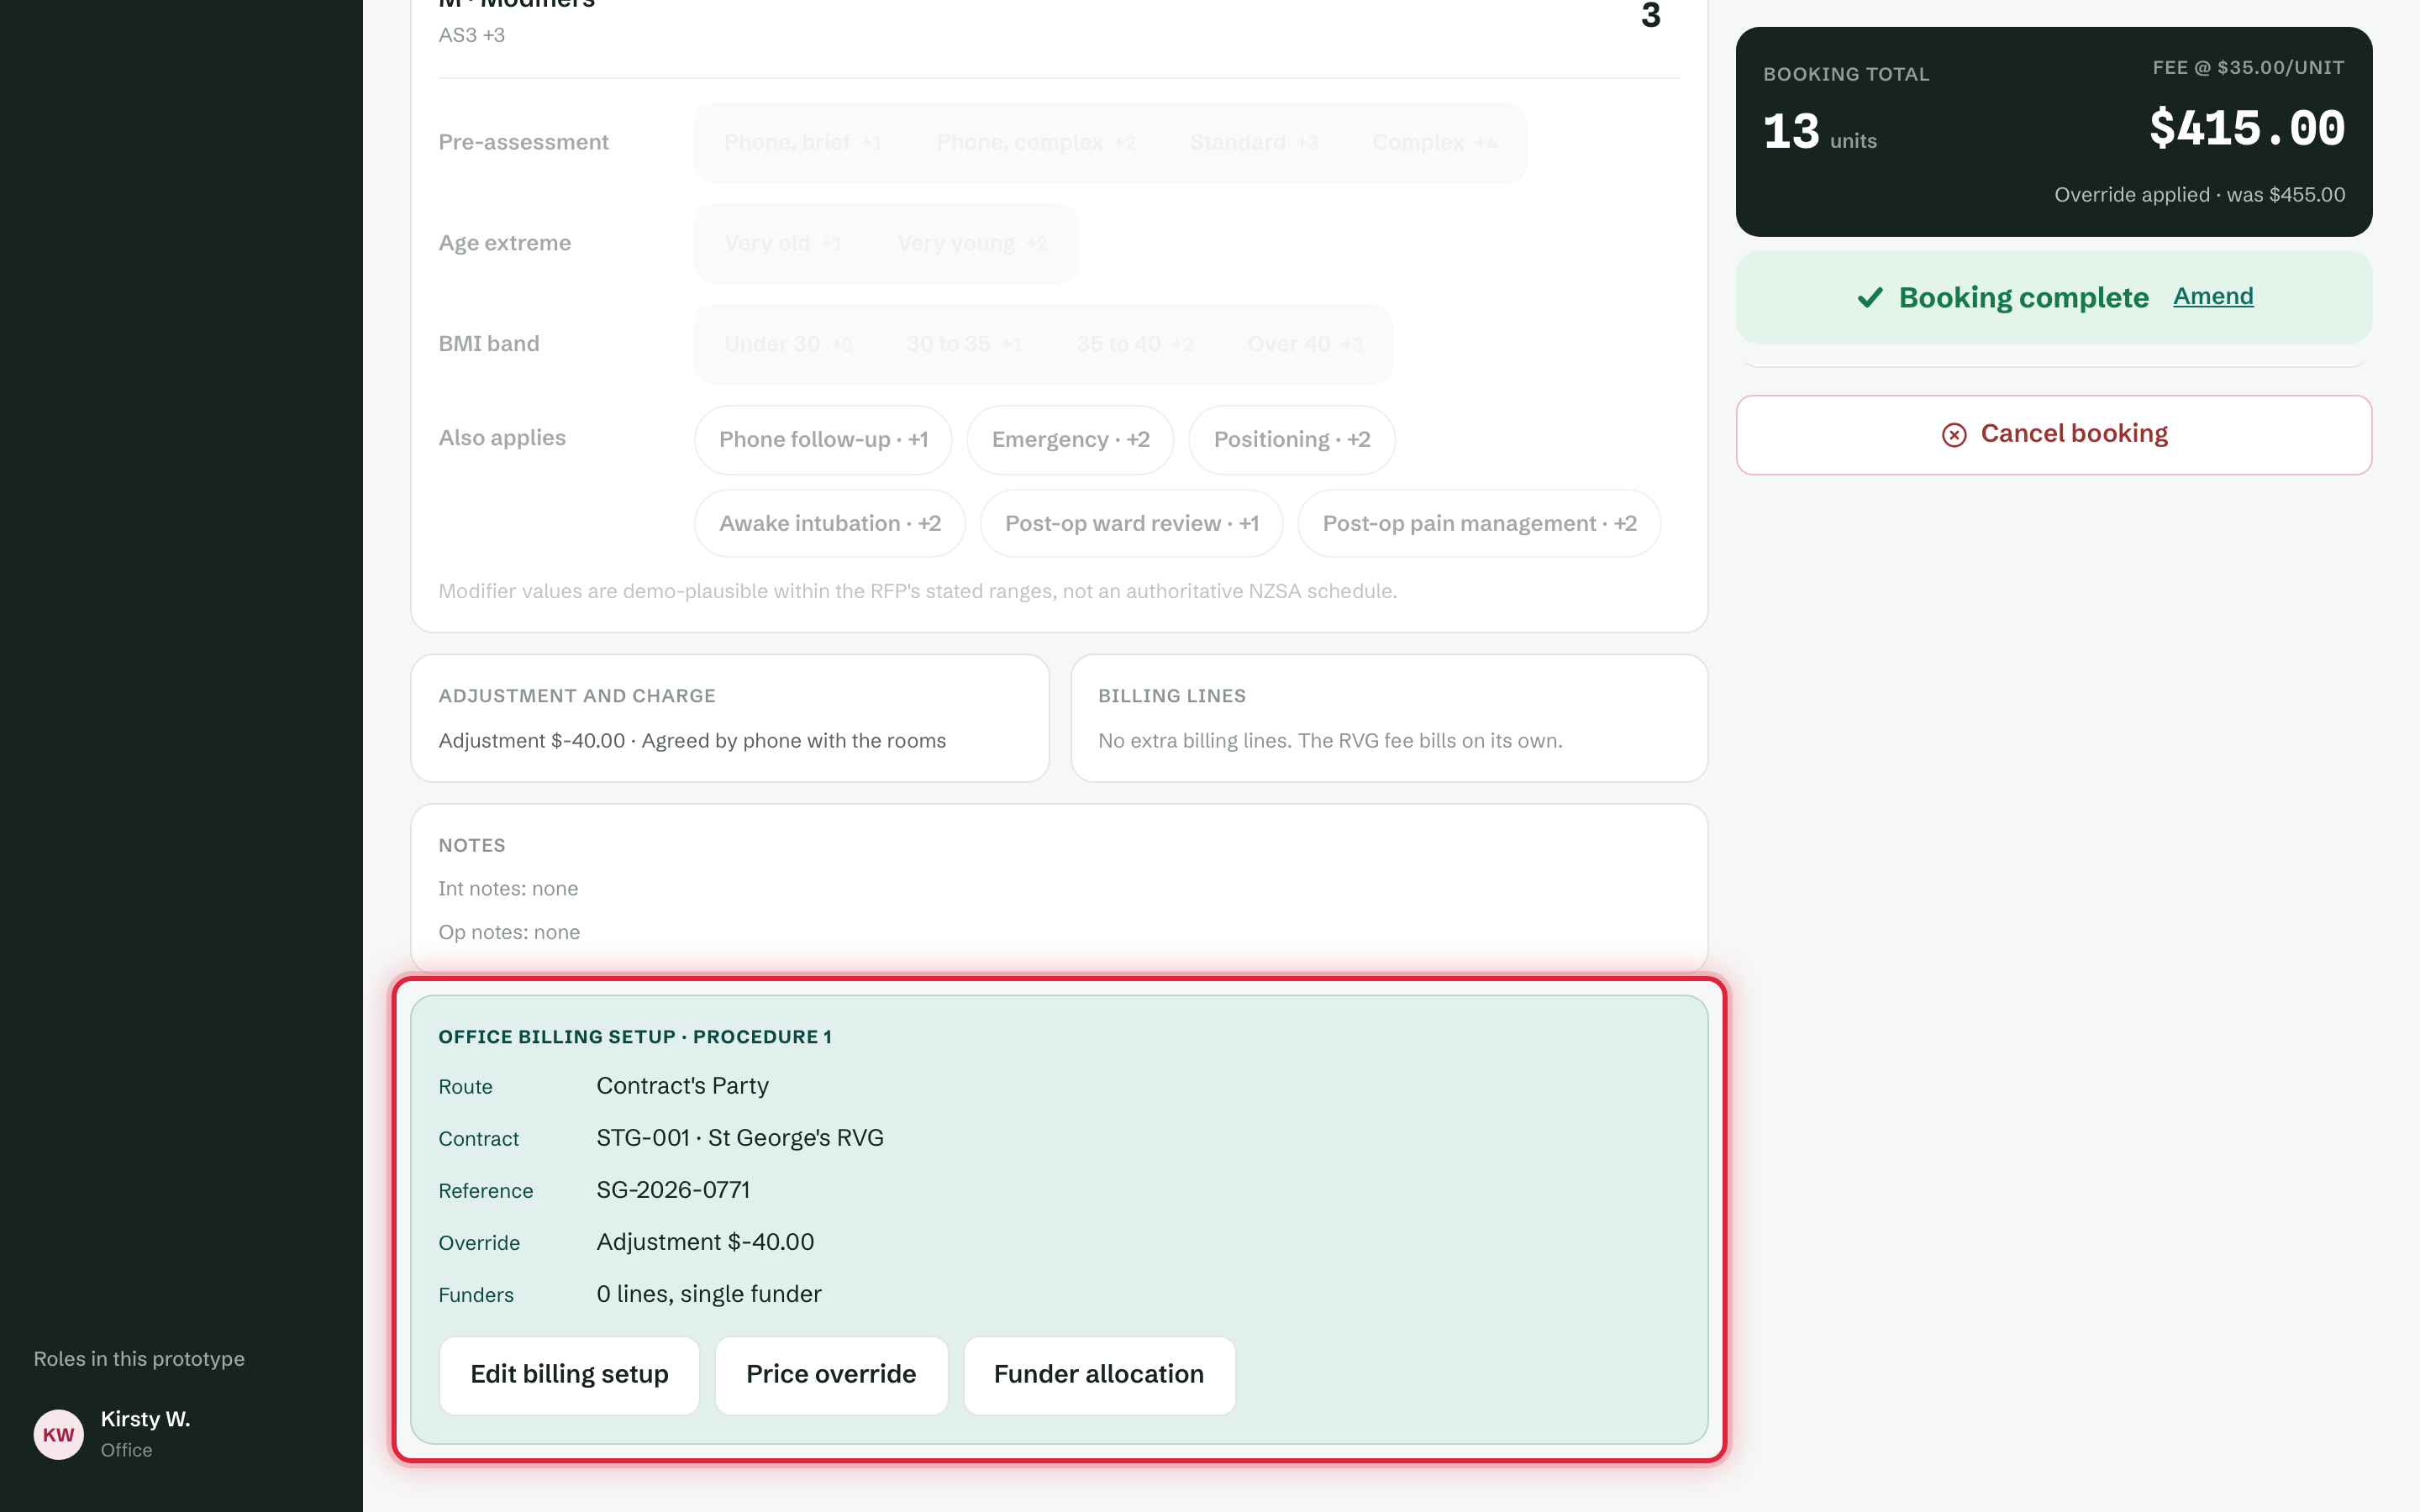 M · Modifiers
AS3 +3
3
Pre-assessment
Phone, brief +1 Phone, complex +2 Standard +3 Complex +4
Age extreme
Very old +1 Very young +2
BMI band
Under 30 +0 30 to 35 +1 35 to 40 +2 Over 40 +3
Also applies
Phone follow-up · +1 Emergency · +2 Positioning · +2
Awake intubation · +2 Post-op ward review · +1 Post-op pain management · +2
Modifier values are demo-plausible within the RFP's stated ranges, not an authoritative NZSA schedule.
ADJUSTMENT AND CHARGE
Adjustment $-40.00 · Agreed by phone with the rooms
BILLING LINES
No extra billing lines. The RVG fee bills on its own.
NOTES
Int notes: none
Op notes: none
OFFICE BILLING SETUP · PROCEDURE 1
Route Contract's Party
Contract STG-001 · St George's RVG
Reference SG-2026-0771
Override Adjustment $-40.00
Funders 0 lines, single funder
Edit billing setup Price override Funder allocation
BOOKING TOTAL
13 units
FEE @ $35.00/UNIT
$415.00
Override applied · was $455.00
Booking complete Amend
Cancel booking
Roles in this prototype
KW
Kirsty W.
Office